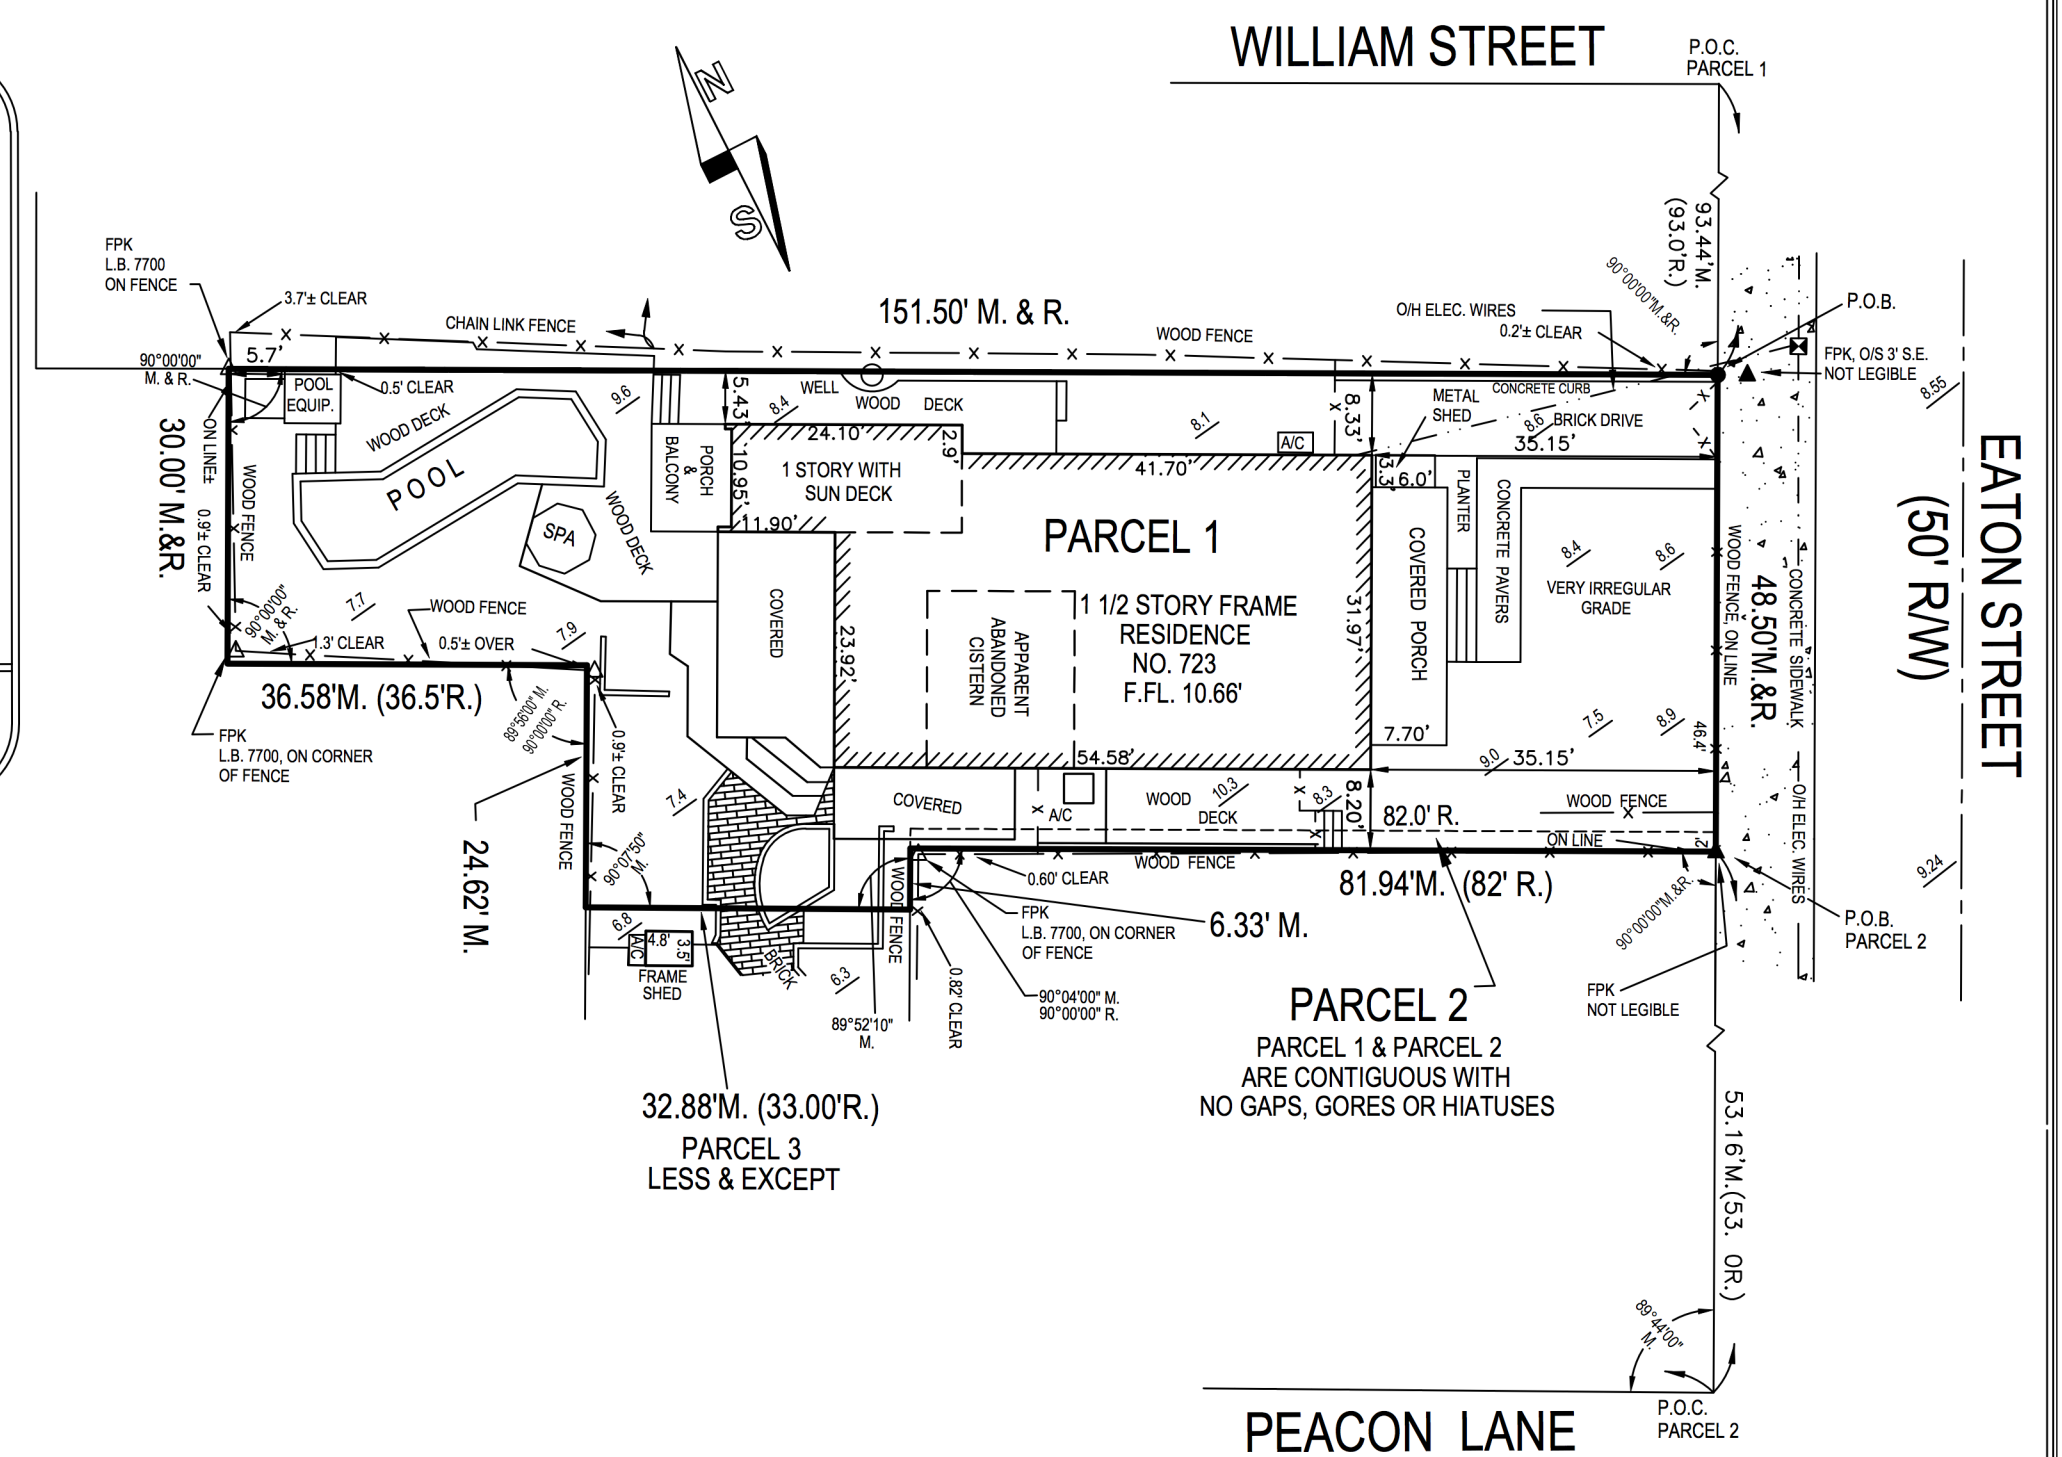 WILLIAM STREET
P.O.C.
PARCEL 1
N
S
93.44'M.
(93.0'R.)
90°00'00"M.&R.
FPK
L.B. 7700
ON FENCE
3.7'± CLEAR
CHAIN LINK FENCE
151.50' M. & R.
WOOD FENCE
O/H ELEC. WIRES
0.2'± CLEAR
P.O.B.
FPK, O/S 3' S.E.
NOT LEGIBLE
8.55
90°00'00"
M. & R.
5.7'
POOL
EQUIP.
0.5' CLEAR
WOOD DECK
9.6
5.43'
8.4
WELL
WOOD DECK
8.1
A/C
8.33'
METAL
SHED
CONCRETE CURB
8.6
BRICK DRIVE
35.15'
30.00' M.&R.
ON LINE±
0.9'± CLEAR
WOOD FENCE
POOL
SPA
WOOD DECK
PORCH
&
BALCONY
24.10'
2.9'
10.95'
1 STORY WITH
SUN DECK
11.90'
41.70'
3.3'
6.0'
PLANTER
CONCRETE PAVERS
COVERED PORCH
PARCEL 1
8.4
8.6
VERY IRREGULAR
GRADE
WOOD FENCE, ON LINE
48.50'M.&R.
CONCRETE SIDEWALK
EATON STREET
(50' R/W)
90°00'00"
M. & R.
7.7
WOOD FENCE
1.3' CLEAR
0.5'± OVER
7.9
COVERED
23.92'
APPARENT
ABANDONED
CISTERN
1 1/2 STORY FRAME
RESIDENCE
NO. 723
F.FL. 10.66'
31.97'
36.58'M. (36.5'R.)
89°56'00" M.
90°00'00" R.
FPK
L.B. 7700, ON CORNER
OF FENCE
0.9'± CLEAR
WOOD FENCE
7.4
54.58'
7.70'
7.5
8.9
46.4'
9.0
35.15'
24.62' M.
90°07'50"
M.
COVERED
A/C
WOOD
DECK
10.3
8.3
8.20'
82.0' R.
WOOD FENCE
ON LINE
2'
O/H ELEC. WIRES
9.24
WOOD FENCE
0.60' CLEAR
81.94'M. (82' R.)
90°00'00"M.&R.
P.O.B.
PARCEL 2
FPK
L.B. 7700, ON CORNER
OF FENCE
6.33' M.
WOOD FENCE
6.8
A/C
4.8'
3.5'
FRAME
SHED
BRICK
6.3
89°52'10"
M.
0.82' CLEAR
90°04'00" M.
90°00'00" R.
FPK
NOT LEGIBLE
PARCEL 2
PARCEL 1 & PARCEL 2
ARE CONTIGUOUS WITH
NO GAPS, GORES OR HIATUSES
32.88'M. (33.00'R.)
PARCEL 3
LESS & EXCEPT
53.16'M.(53. 0R.)
89°44'00"
M.
PEACON LANE
P.O.C.
PARCEL 2